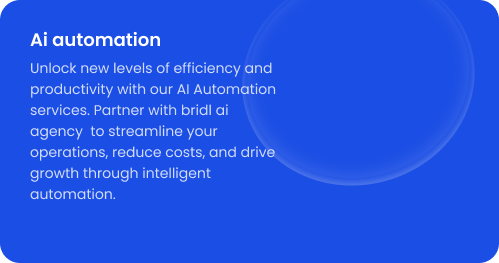 Ai automation
Unlock new levels of efficiency and
productivity with our AI Automation
services. Partner with bridl ai
agency  to streamline your
operations, reduce costs, and drive
growth through intelligent
automation.